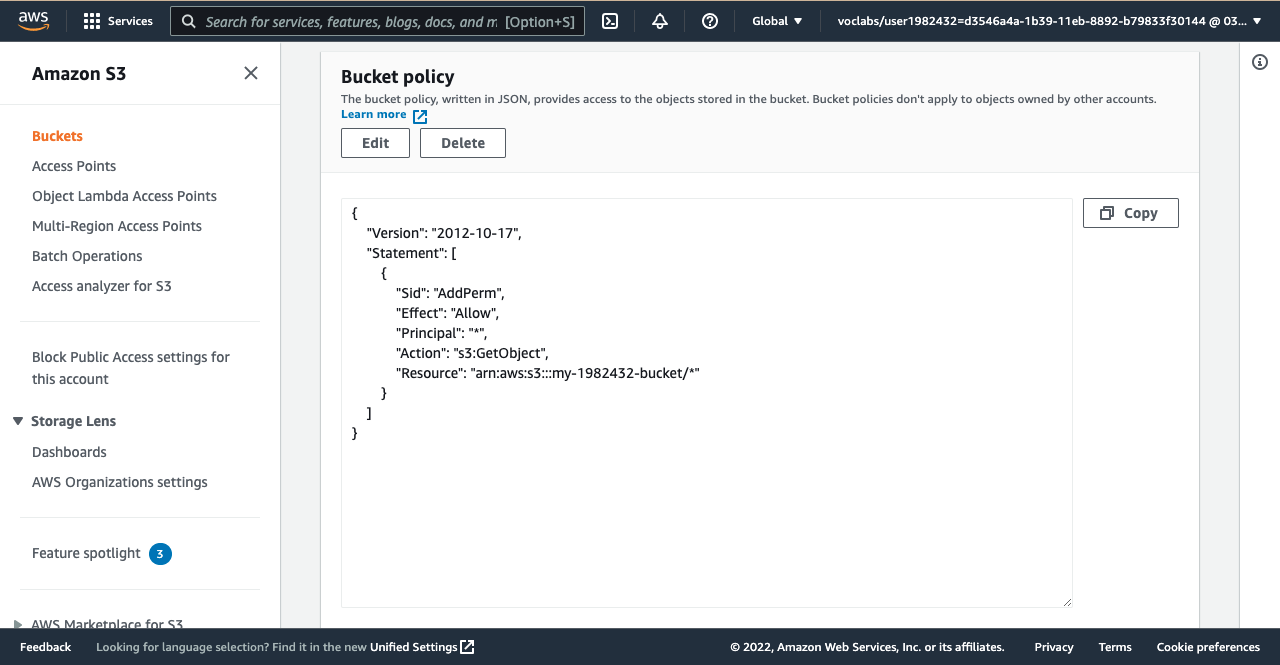 aws
Services
Search for services, features, blogs, docs, and m [Option+S]
Global
voclabs/user1982432=d3546a4a-1b39-11eb-8892-b79833f30144 @ 03...
Amazon S3
Buckets
Access Points
Object Lambda Access Points
Multi-Region Access Points
Batch Operations
Access analyzer for S3
Block Public Access settings for
this account
Storage Lens
Dashboards
AWS Organizations settings
Feature spotlight 3
AWS Marketplace for S3
Bucket policy
The bucket policy, written in JSON, provides access to the objects stored in the bucket. Bucket policies don't apply to objects owned by other accounts.
Learn more
Edit
Delete
Copy
{
"Version": "2012-10-17",
"Statement": [
{
"Sid": "AddPerm",
"Effect": "Allow",
"Principal": "*",
"Action": "s3:GetObject",
"Resource": "arn:aws:s3:::my-1982432-bucket/*"
}
]
}
Feedback
Looking for language selection? Find it in the new Unified Settings
© 2022, Amazon Web Services, Inc. or its affiliates.
Privacy
Terms
Cookie preferences